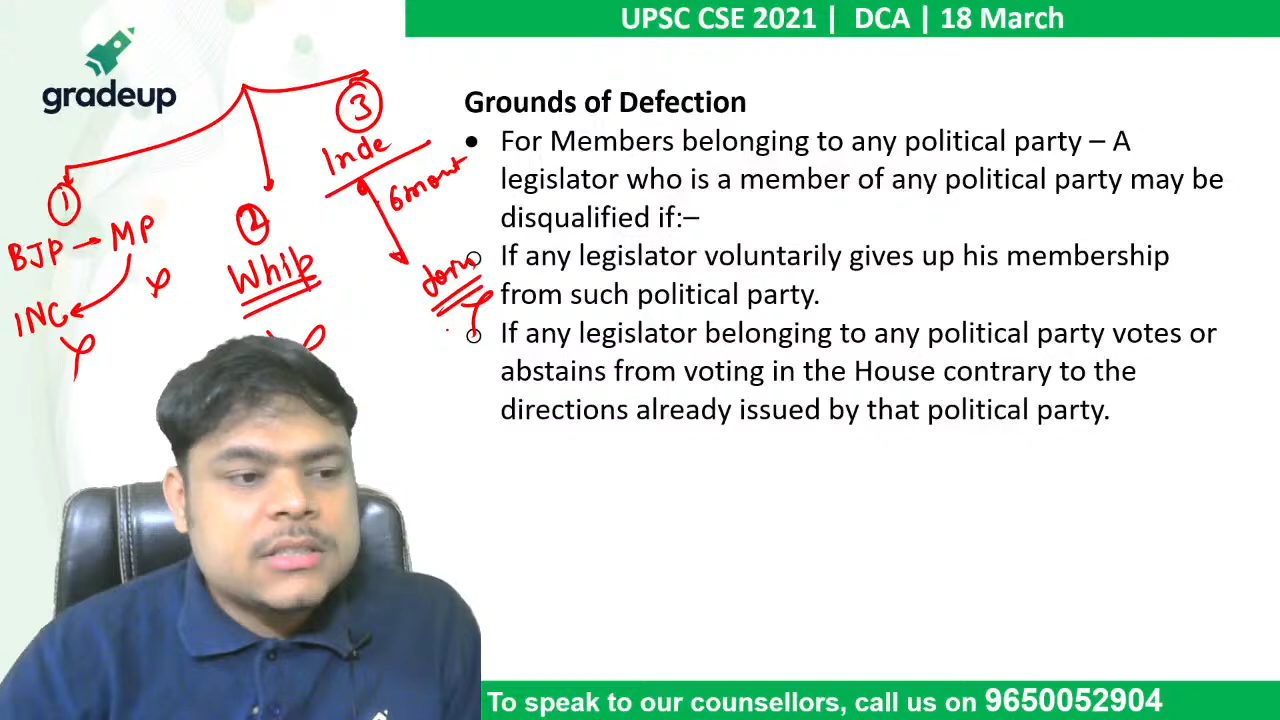 UPSC CSE 2021 | DCA | 18 March
gradeup
Grounds of Defection
• For Members belonging to any political party – A
legislator who is a member of any political party may be
disqualified if:–
○ If any legislator voluntarily gives up his membership
from such political party.
○ If any legislator belonging to any political party votes or
abstains from voting in the House contrary to the
directions already issued by that political party.
1
BJP → MP
INC
2
Whip
3
Inde
6 mont
Join
To speak to our counsellors, call us on 9650052904